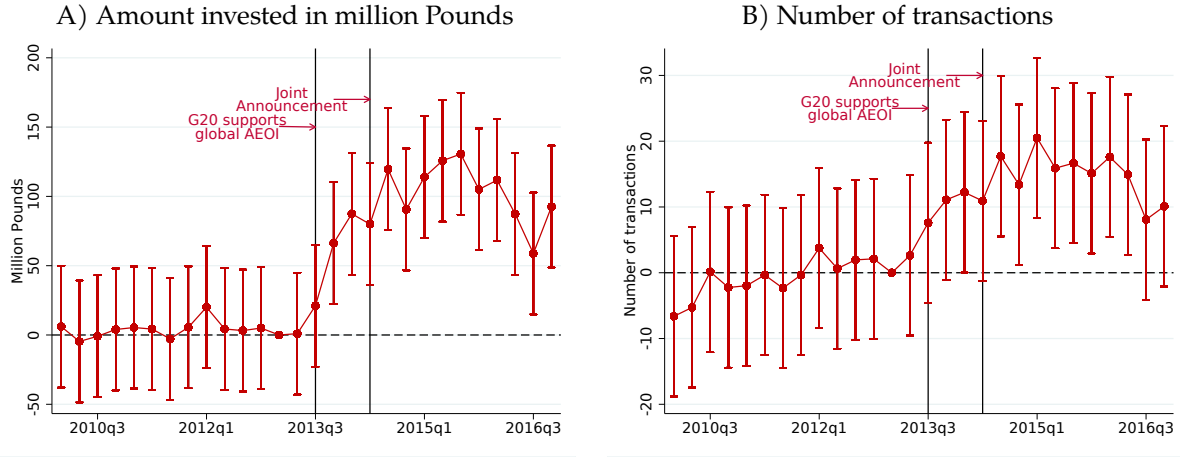 A) Amount invested in million Pounds
200
150
100
50
0
-50
Million Pounds
Joint
Announcement
G20 supports
global AEOI
2010q3
2012q1
2013q3
2015q1
2016q3
B) Number of transactions
30
20
10
0
-10
-20
Number of transactions
Joint
Announcement
G20 supports
global AEOI
2010q3
2012q1
2013q3
2015q1
2016q3